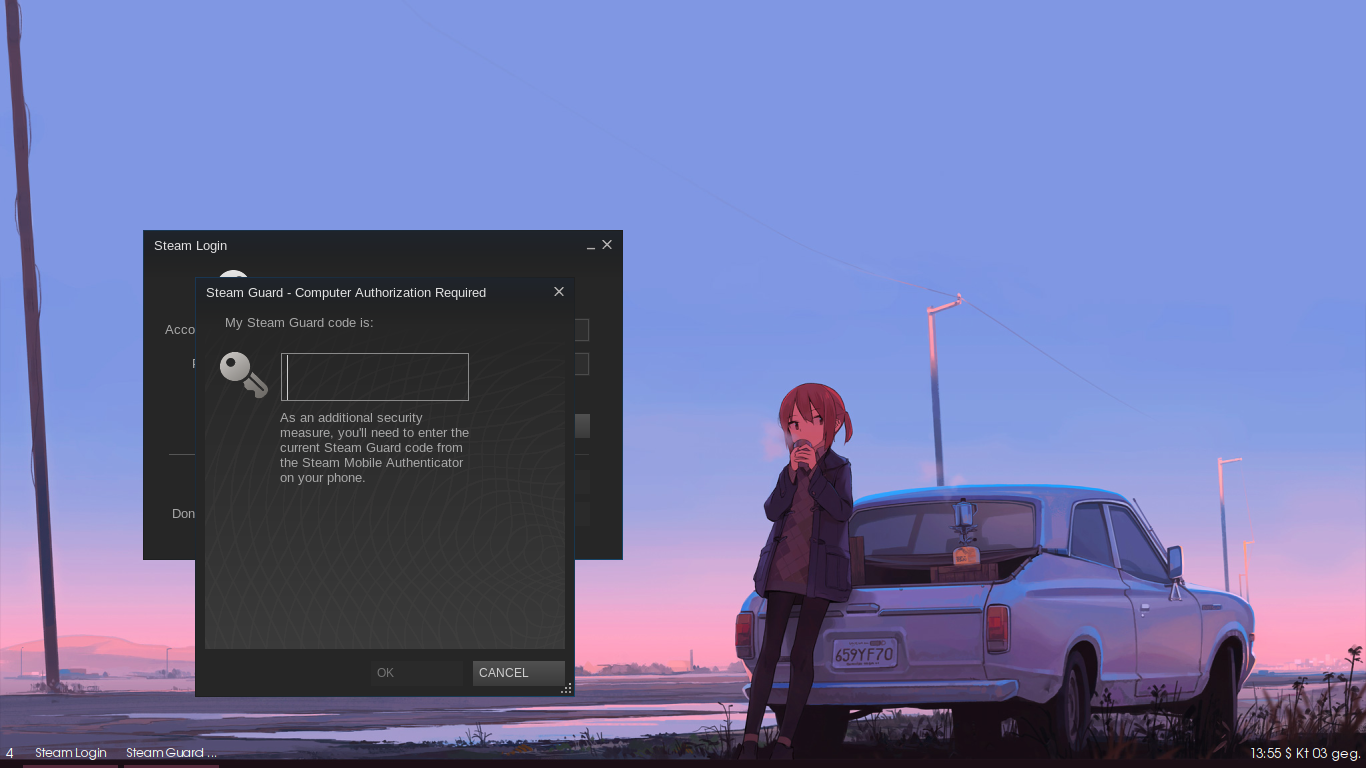 Steam Login
Acco
Don
Steam Guard - Computer Authorization Required
My Steam Guard code is:
As an additional security
measure, you'll need to enter the
current Steam Guard code from
the Steam Mobile Authenticator
on your phone.
OK
CANCEL
659YF70
4
Steam Login
Steam Guard ...
13:55 $ Kt 03 geg.